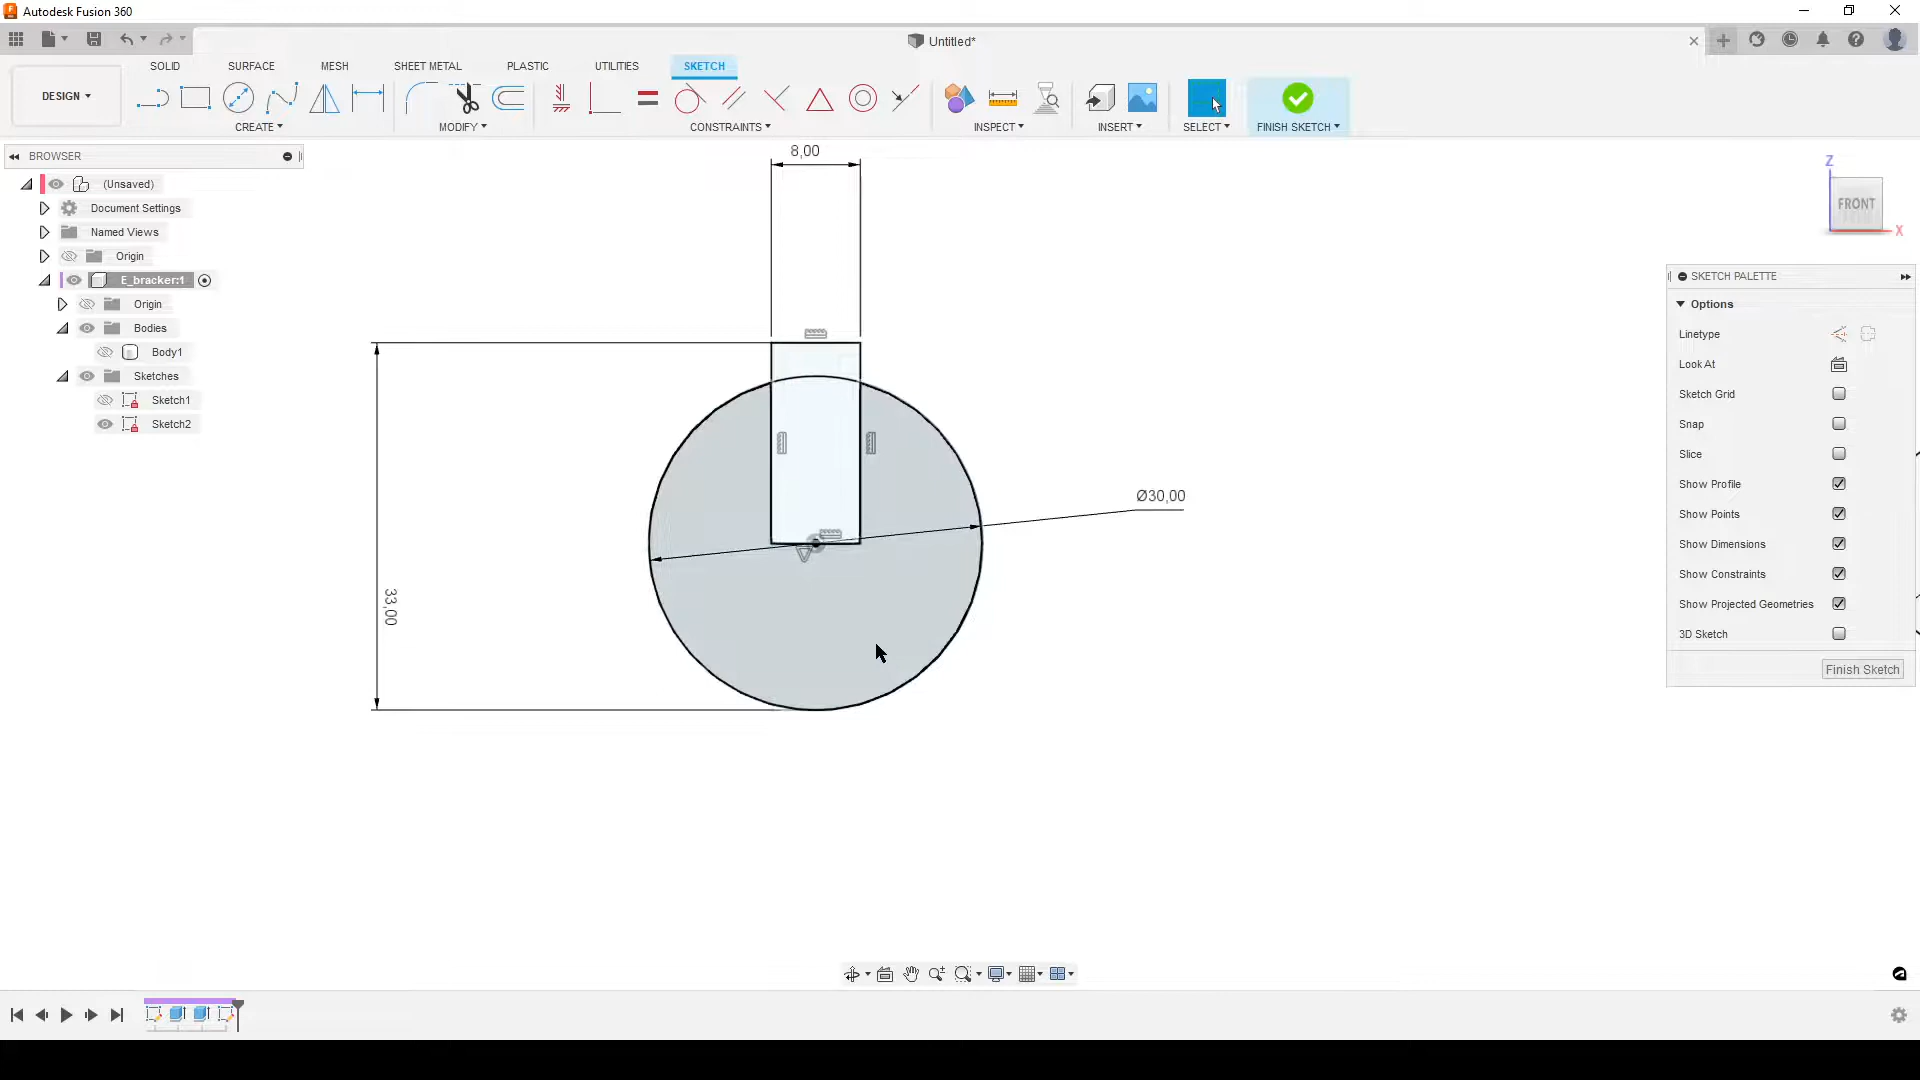 Autodesk Fusion 360
Untitled*
SOLID
SURFACE
MESH
SHEET METAL
PLASTIC
UTILITIES
SKETCH
DESIGN
CREATE
MODIFY
CONSTRAINTS
INSPECT
INSERT
SELECT
FINISH SKETCH
BROWSER
(Unsaved)
Document Settings
Named Views
Origin
E_bracker:1
Origin
Bodies
Body1
Sketches
Sketch1
Sketch2
8,00
Ø30,00
33,00
Z
FRONT
X
SKETCH PALETTE
Options
Linetype
Look At
Sketch Grid
Snap
Slice
Show Profile
Show Points
Show Dimensions
Show Constraints
Show Projected Geometries
3D Sketch
Finish Sketch